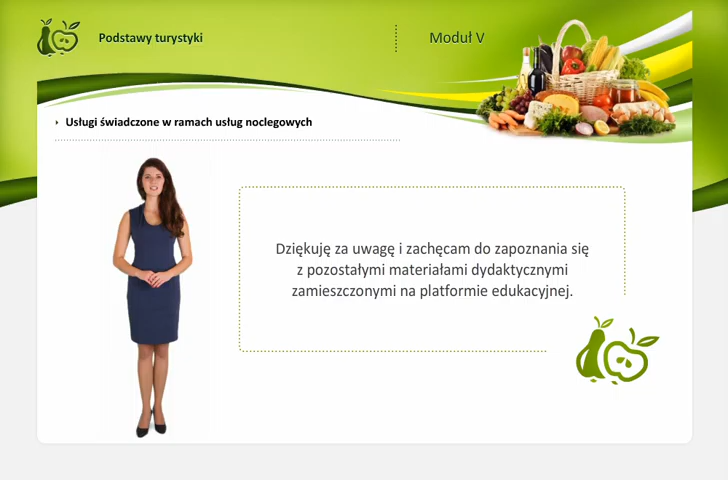 Podstawy turystyki
Moduł V
Usługi świadczone w ramach usług noclegowych
Dziękuję za uwagę i zachęcam do zapoznania się
z pozostałymi materiałami dydaktycznymi
zamieszczonymi na platformie edukacyjnej.